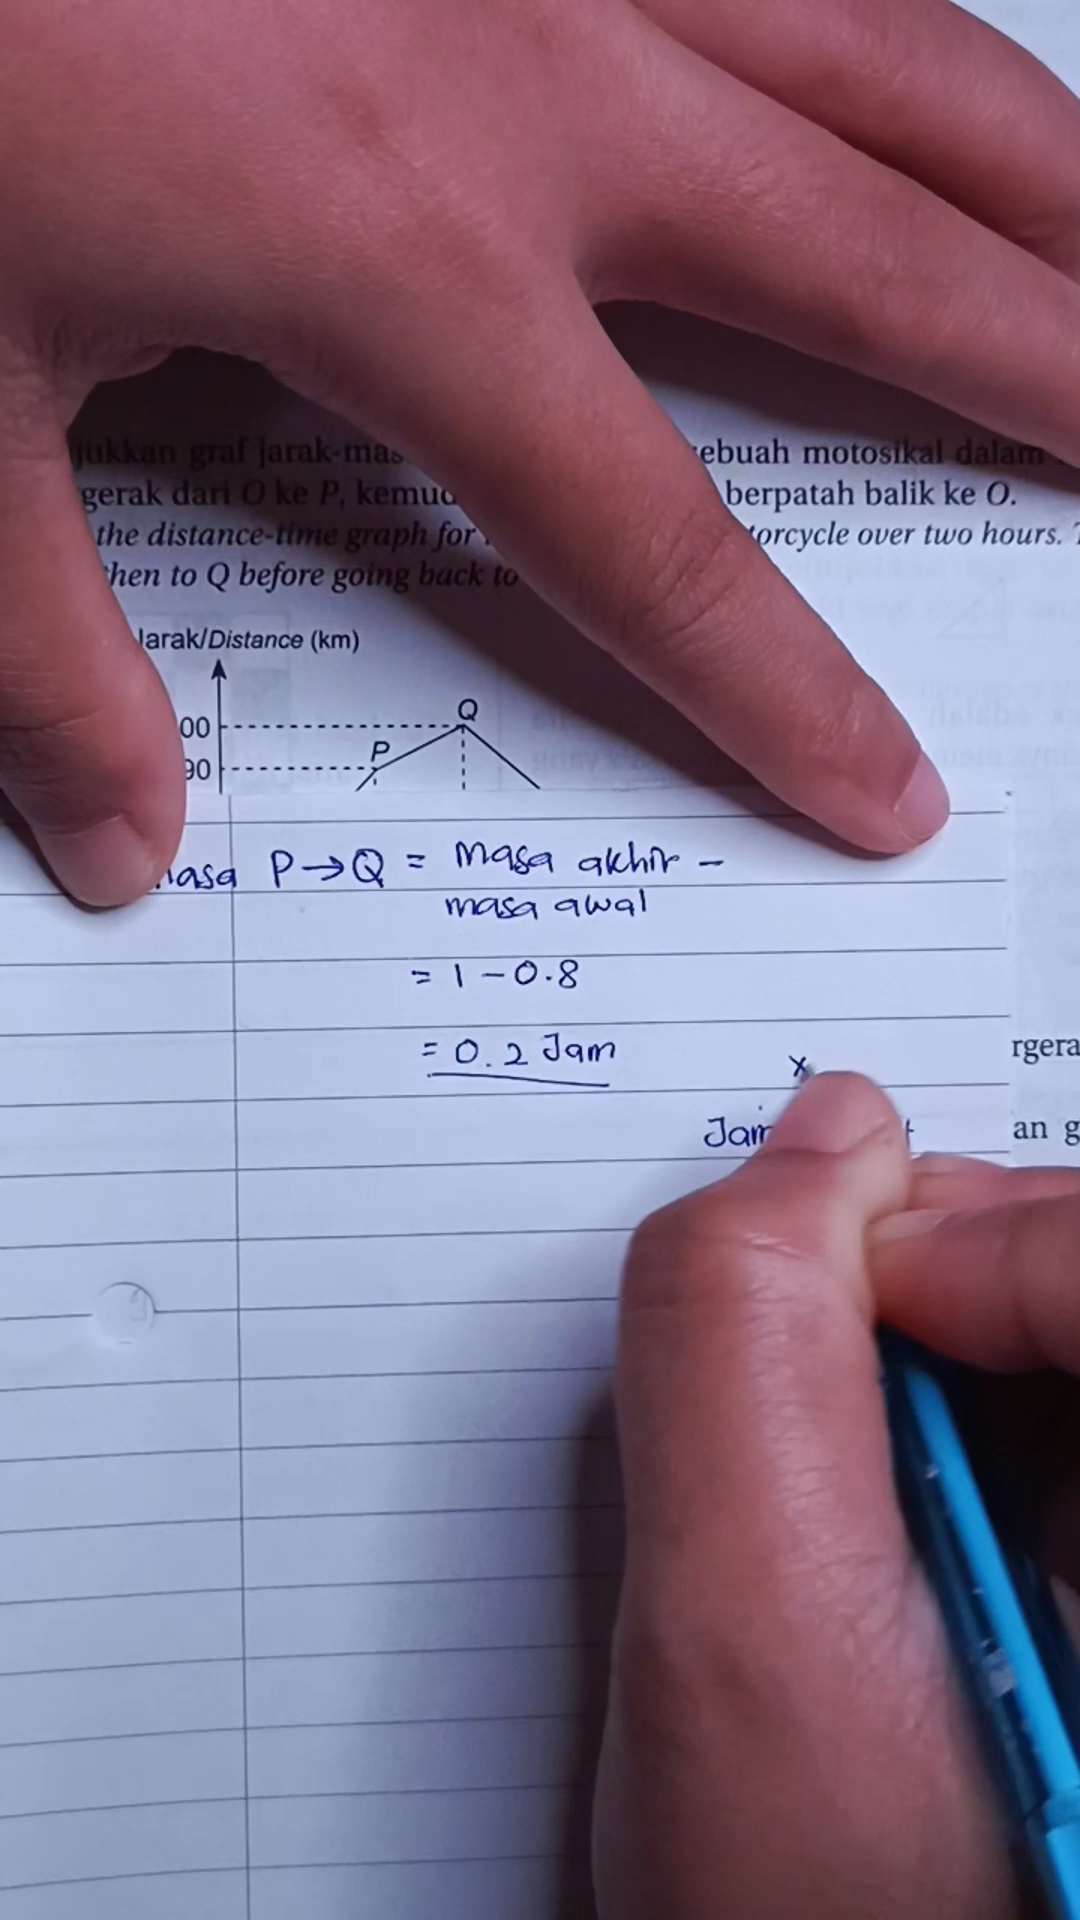 jukkan graf jarak-mas ebuah motosikal dalam
gerak dari O ke P, kemud berpatah balik ke O.
the distance-time graph for orcycle over two hours.
hen to Q before going back to
Jarak/Distance (km)
Q
00
P
90
masa P→Q = Masa akhir −
masa awal
= 1 − 0.8
= 0.2 Jam
x
rgera
Jam
an g